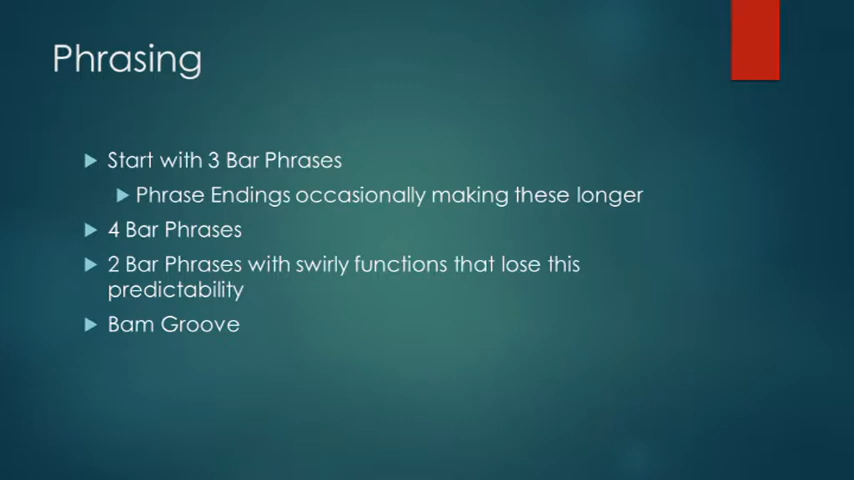 Phrasing
Start with 3 Bar Phrases
Phrase Endings occasionally making these longer
4 Bar Phrases
2 Bar Phrases with swirly functions that lose this
predictability
Bam Groove